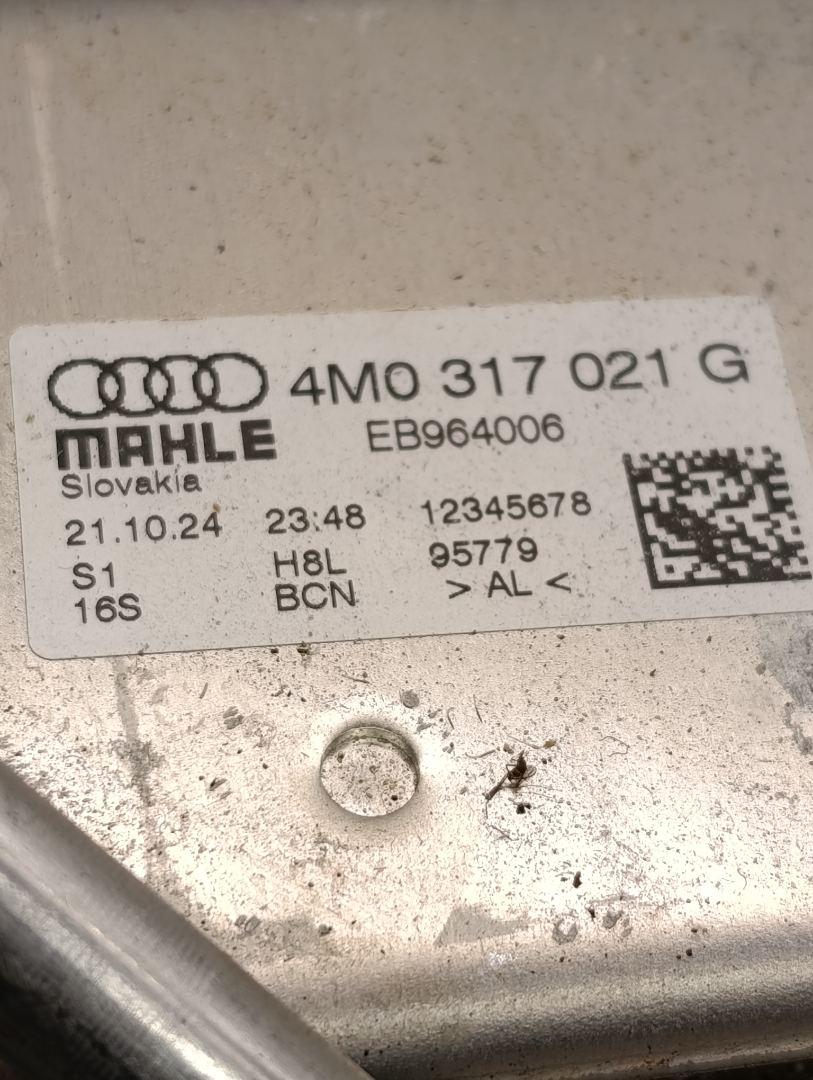 4M0 317 021 G
MAHLE EB964006
Slovakia
21.10.24 23:48 12345678
S1 H8L 95779
16S BCN > AL <